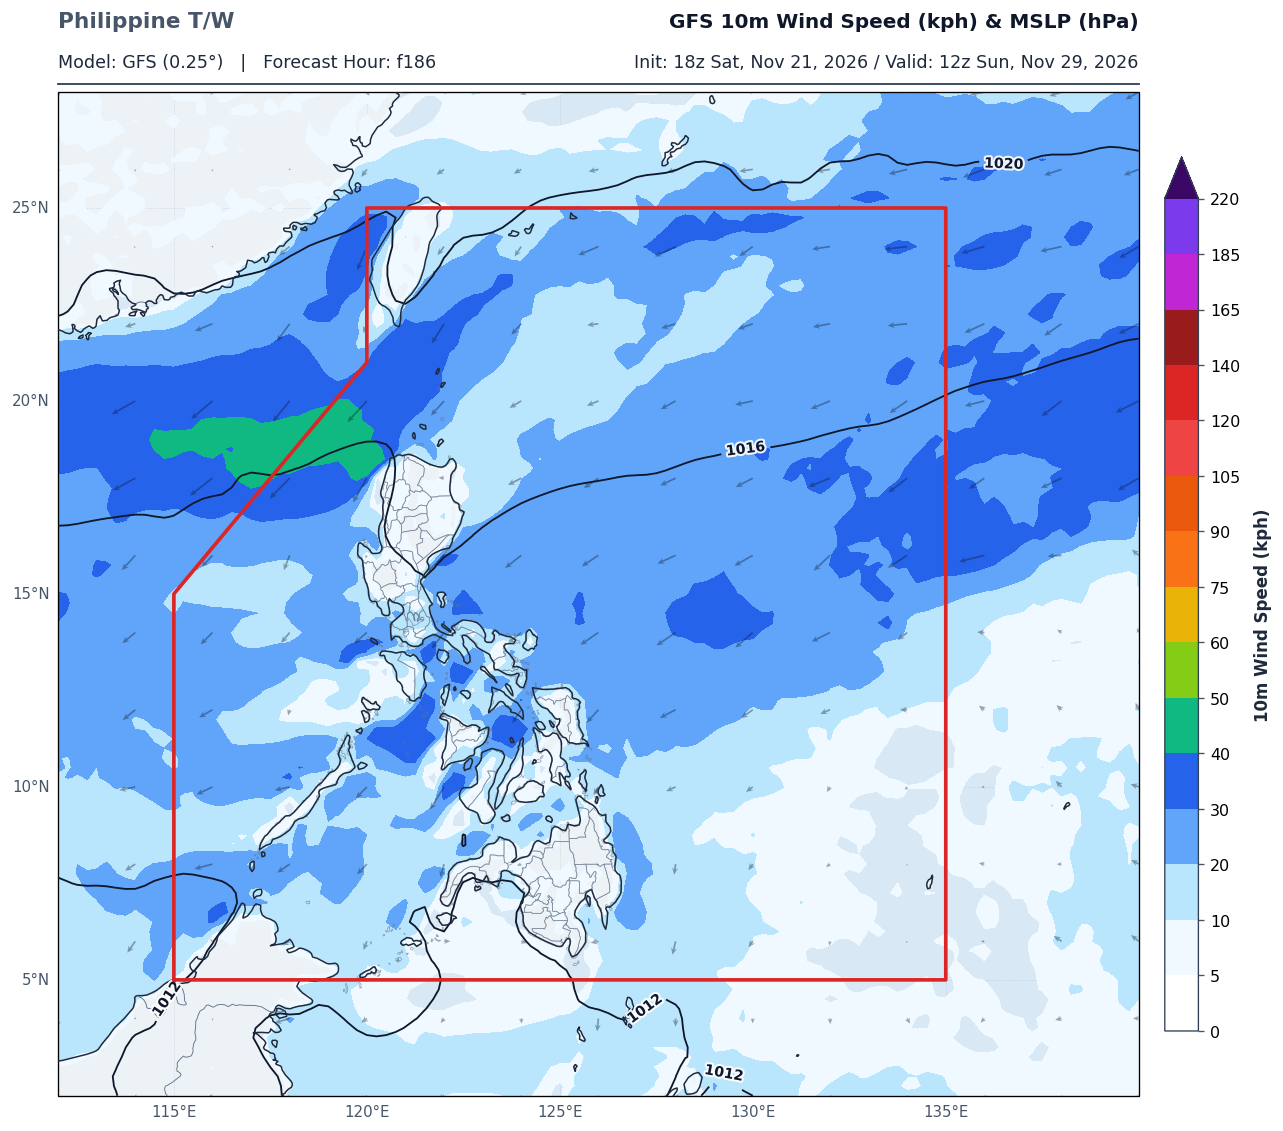 Philippine T/W
GFS 10m Wind Speed (kph) & MSLP (hPa)
Model: GFS (0.25°) | Forecast Hour: f186
Init: 18z Sat, Nov 21, 2026 / Valid: 12z Sun, Nov 29, 2026
1020
1016
1012
1012
1012
25°N
20°N
15°N
10°N
5°N
115°E
120°E
125°E
130°E
135°E
220
185
165
140
120
105
90
75
60
50
40
30
20
10
5
0
10m Wind Speed (kph)